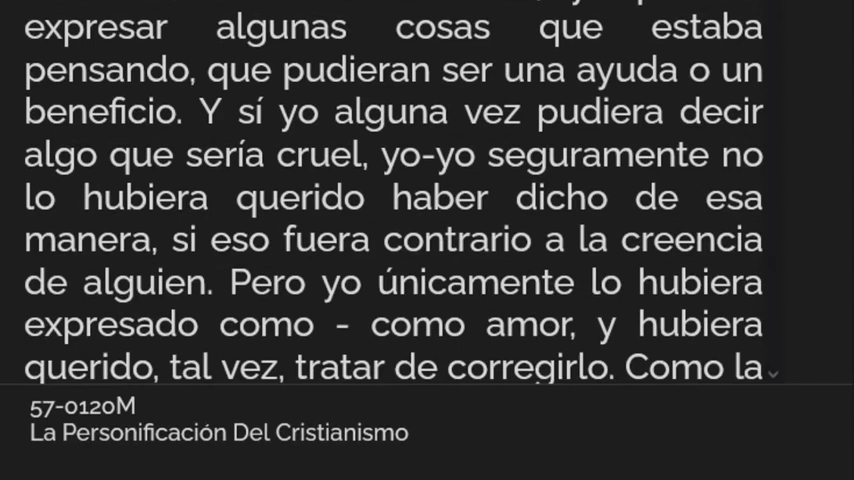 expresar algunas cosas que estaba
pensando, que pudieran ser una ayuda o un
beneficio. Y sí yo alguna vez pudiera decir
algo que sería cruel, yo-yo seguramente no
lo hubiera querido haber dicho de esa
manera, si eso fuera contrario a la creencia
de alguien. Pero yo únicamente lo hubiera
expresado como - como amor, y hubiera
querido, tal vez, tratar de corregirlo. Como la
57-0120M
La Personificación Del Cristianismo